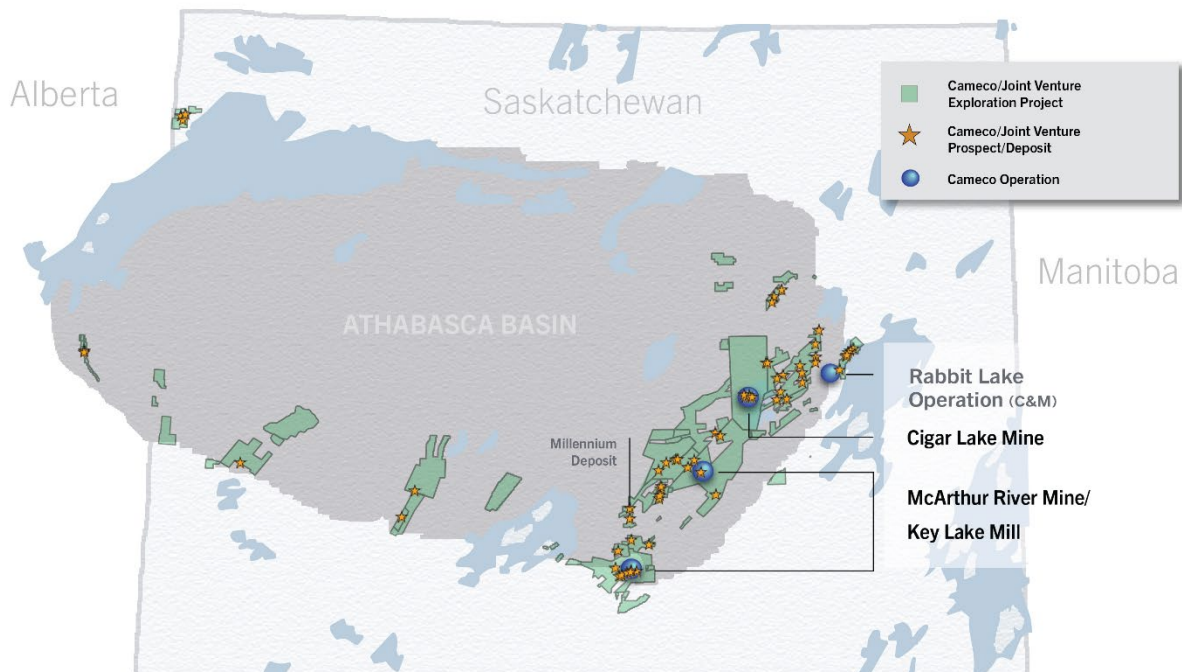 Alberta
Saskatchewan
Manitoba
Cameco/Joint Venture
Exploration Project
Cameco/Joint Venture
Prospect/Deposit
Cameco Operation
ATHABASCA BASIN
Millennium
Deposit
Rabbit Lake
Operation (C&M)
Cigar Lake Mine
McArthur River Mine/
Key Lake Mill